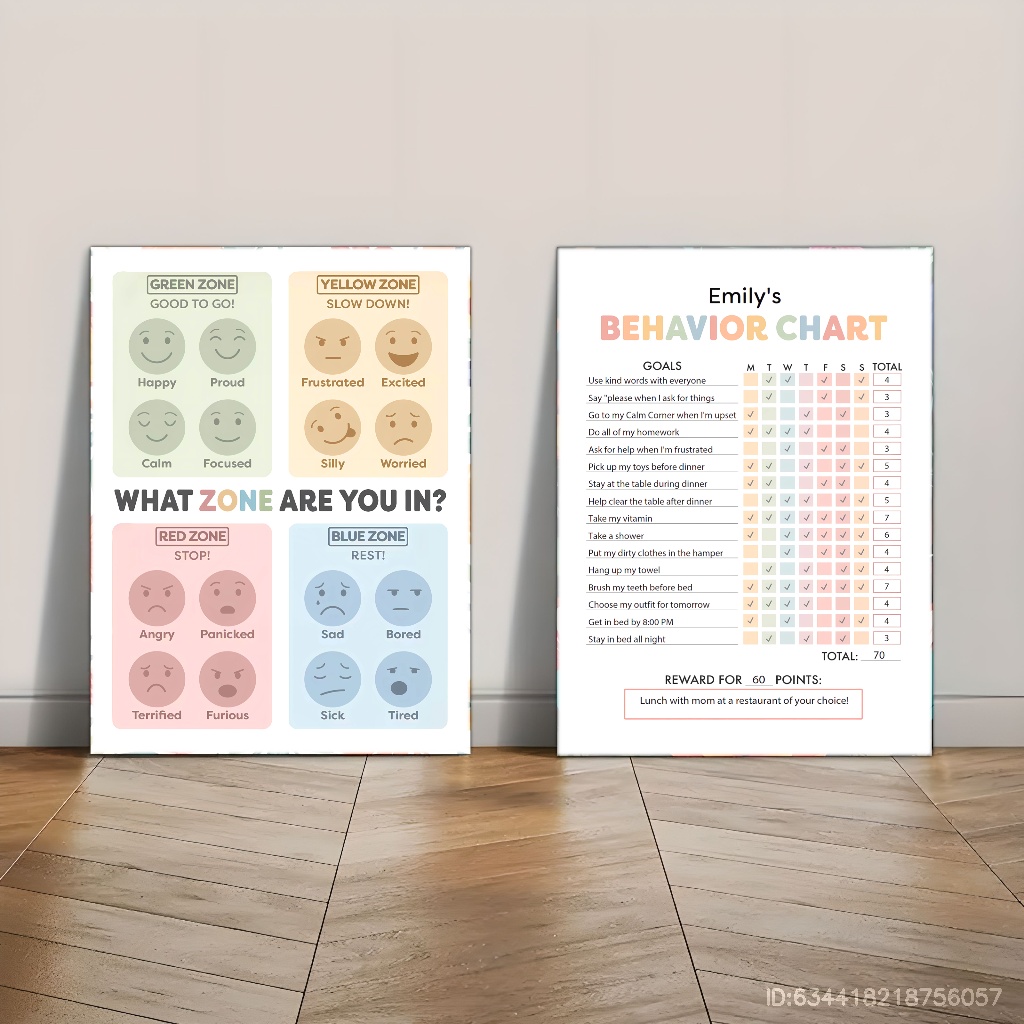 GREEN ZONE
GOOD TO GO!
Happy Proud
Calm Focused
YELLOW ZONE
SLOW DOWN!
Frustrated Excited
Silly Worried
WHAT ZONE ARE YOU IN?
RED ZONE
STOP!
Angry Panicked
Terrified Furious
BLUE ZONE
REST!
Sad Bored
Sick Tired
Emily's
BEHAVIOR CHART
GOALS M T W T F S S TOTAL
Use kind words with everyone 4
Say "please when I ask for things 3
Go to my Calm Corner when I'm upset 3
Do all of my homework 4
Ask for help when I'm frustrated 3
Pick up my toys before dinner 5
Stay at the table during dinner 4
Help clear the table after dinner 5
Take my vitamin 7
Take a shower 6
Put my dirty clothes in the hamper 4
Hang up my towel 4
Brush my teeth before bed 7
Choose my outfit for tomorrow 4
Get in bed by 8:00 PM 4
Stay in bed all night 3
TOTAL: 70
REWARD FOR 60 POINTS:
Lunch with mom at a restaurant of your choice!
ID:634418218756057